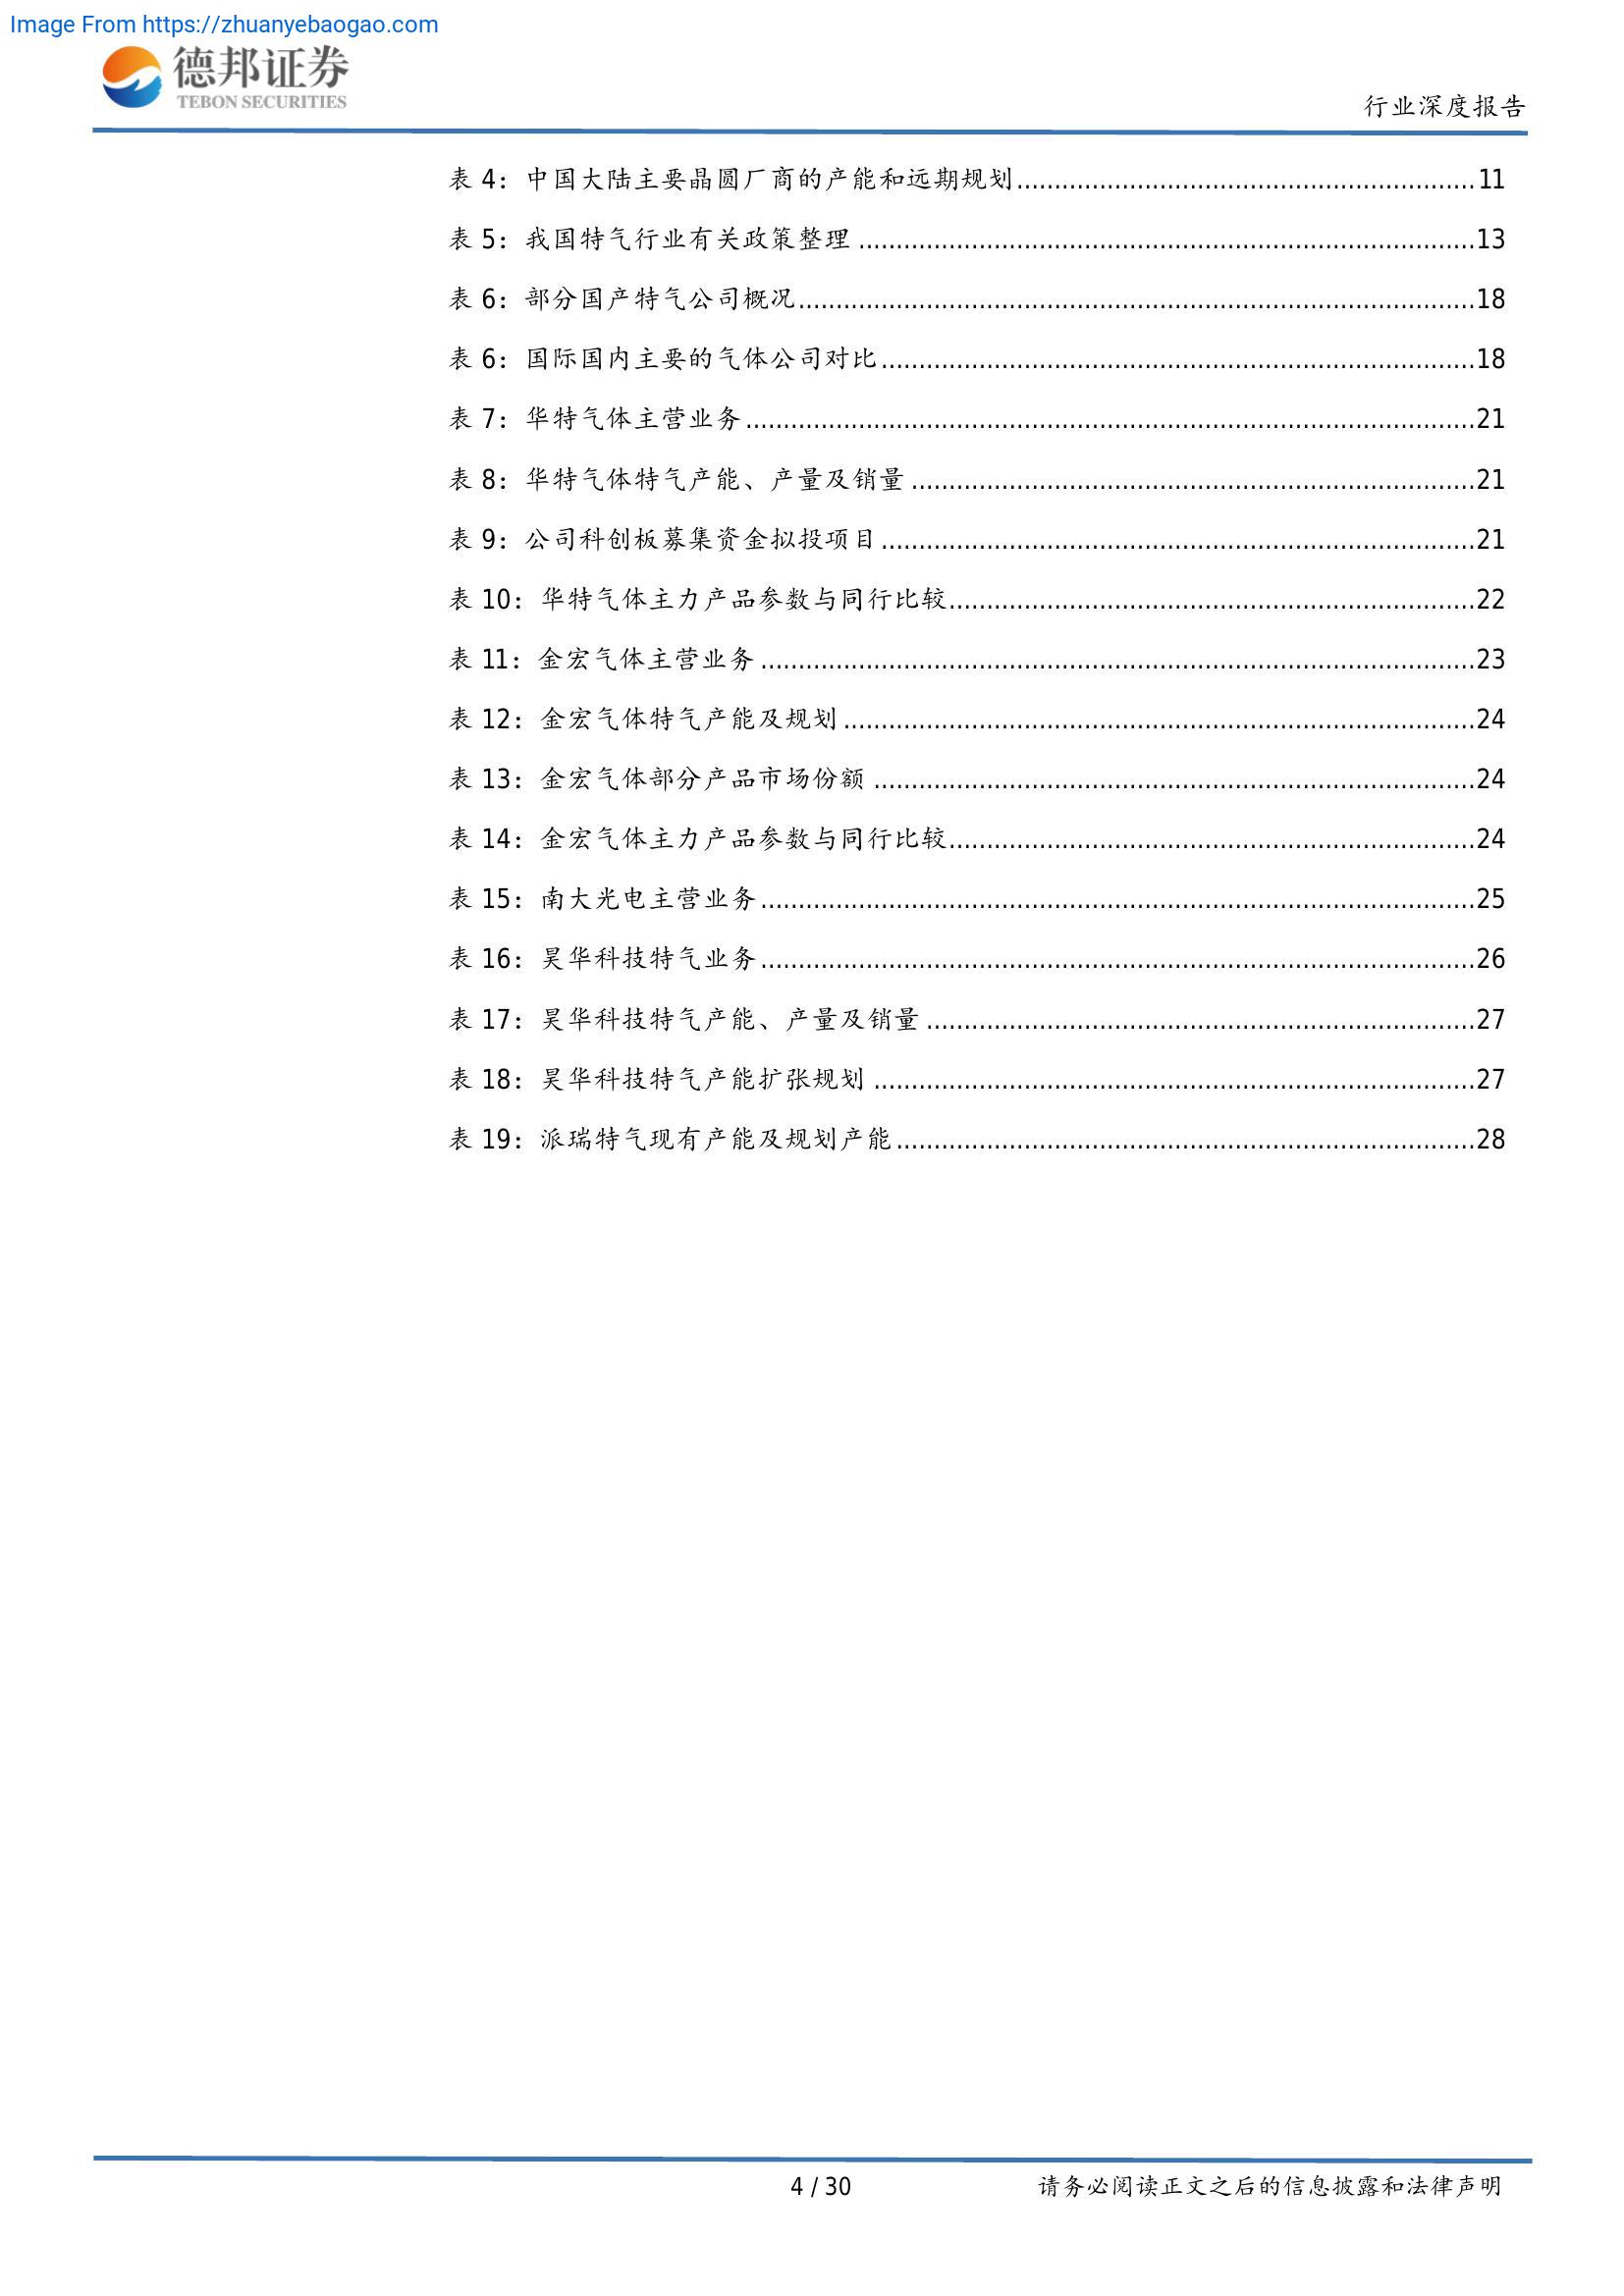 Image From https://zhuanyebaogao.com
德邦证券
TEBON SECURITIES
行业深度报告
表 4：中国大陆主要晶圆厂商的产能和远期规划............................................................11
表 5：我国特气行业有关政策整理..................................................................................13
表 6：部分国产特气公司概况..........................................................................................18
表 6：国际国内主要的气体公司对比...............................................................................18
表 7：华特气体主营业务.................................................................................................21
表 8：华特气体特气产能、产量及销量...........................................................................21
表 9：公司科创板募集资金拟投项目...............................................................................21
表 10：华特气体主力产品参数与同行比较......................................................................22
表 11：金宏气体主营业务...............................................................................................23
表 12：金宏气体特气产能及规划....................................................................................24
表 13：金宏气体部分产品市场份额................................................................................24
表 14：金宏气体主力产品参数与同行比较......................................................................24
表 15：南大光电主营业务...............................................................................................25
表 16：昊华科技特气业务...............................................................................................26
表 17：昊华科技特气产能、产量及销量.........................................................................27
表 18：昊华科技特气产能扩张规划................................................................................27
表 19：派瑞特气现有产能及规划产能.............................................................................28
4 / 30
请务必阅读正文之后的信息披露和法律声明